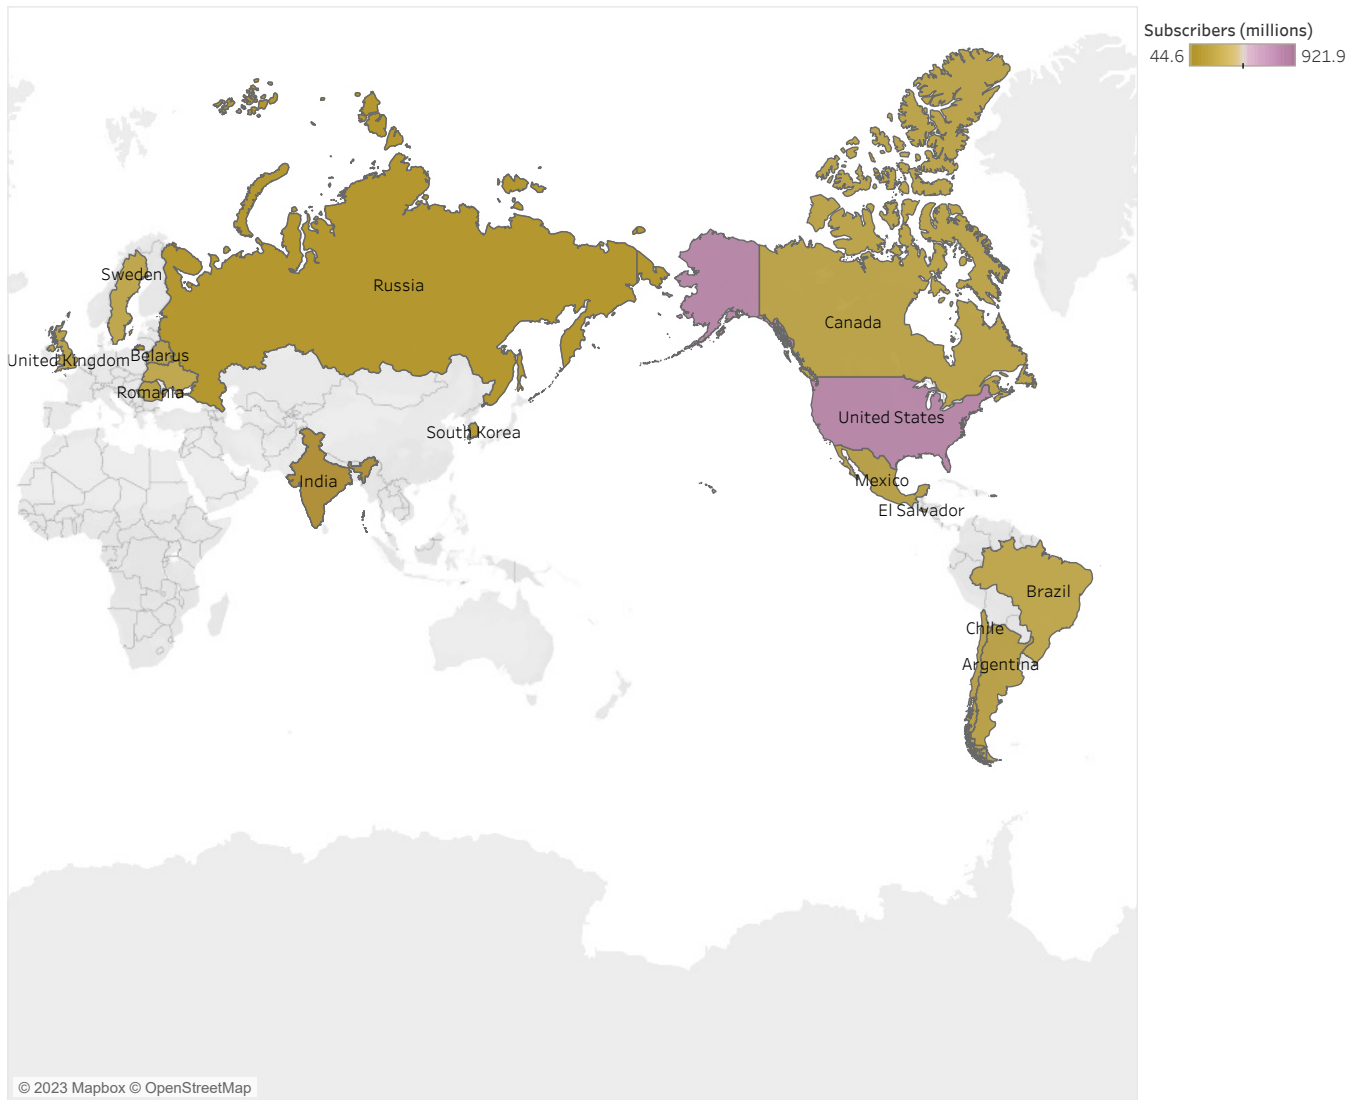 Subscribers (millions)
44.6 921.9
Sweden
Russia
Canada
United Kingdom
Belarus
Romania
United States
South Korea
India
Mexico
El Salvador
Brazil
Chile
Argentina
© 2023 Mapbox © OpenStreetMap